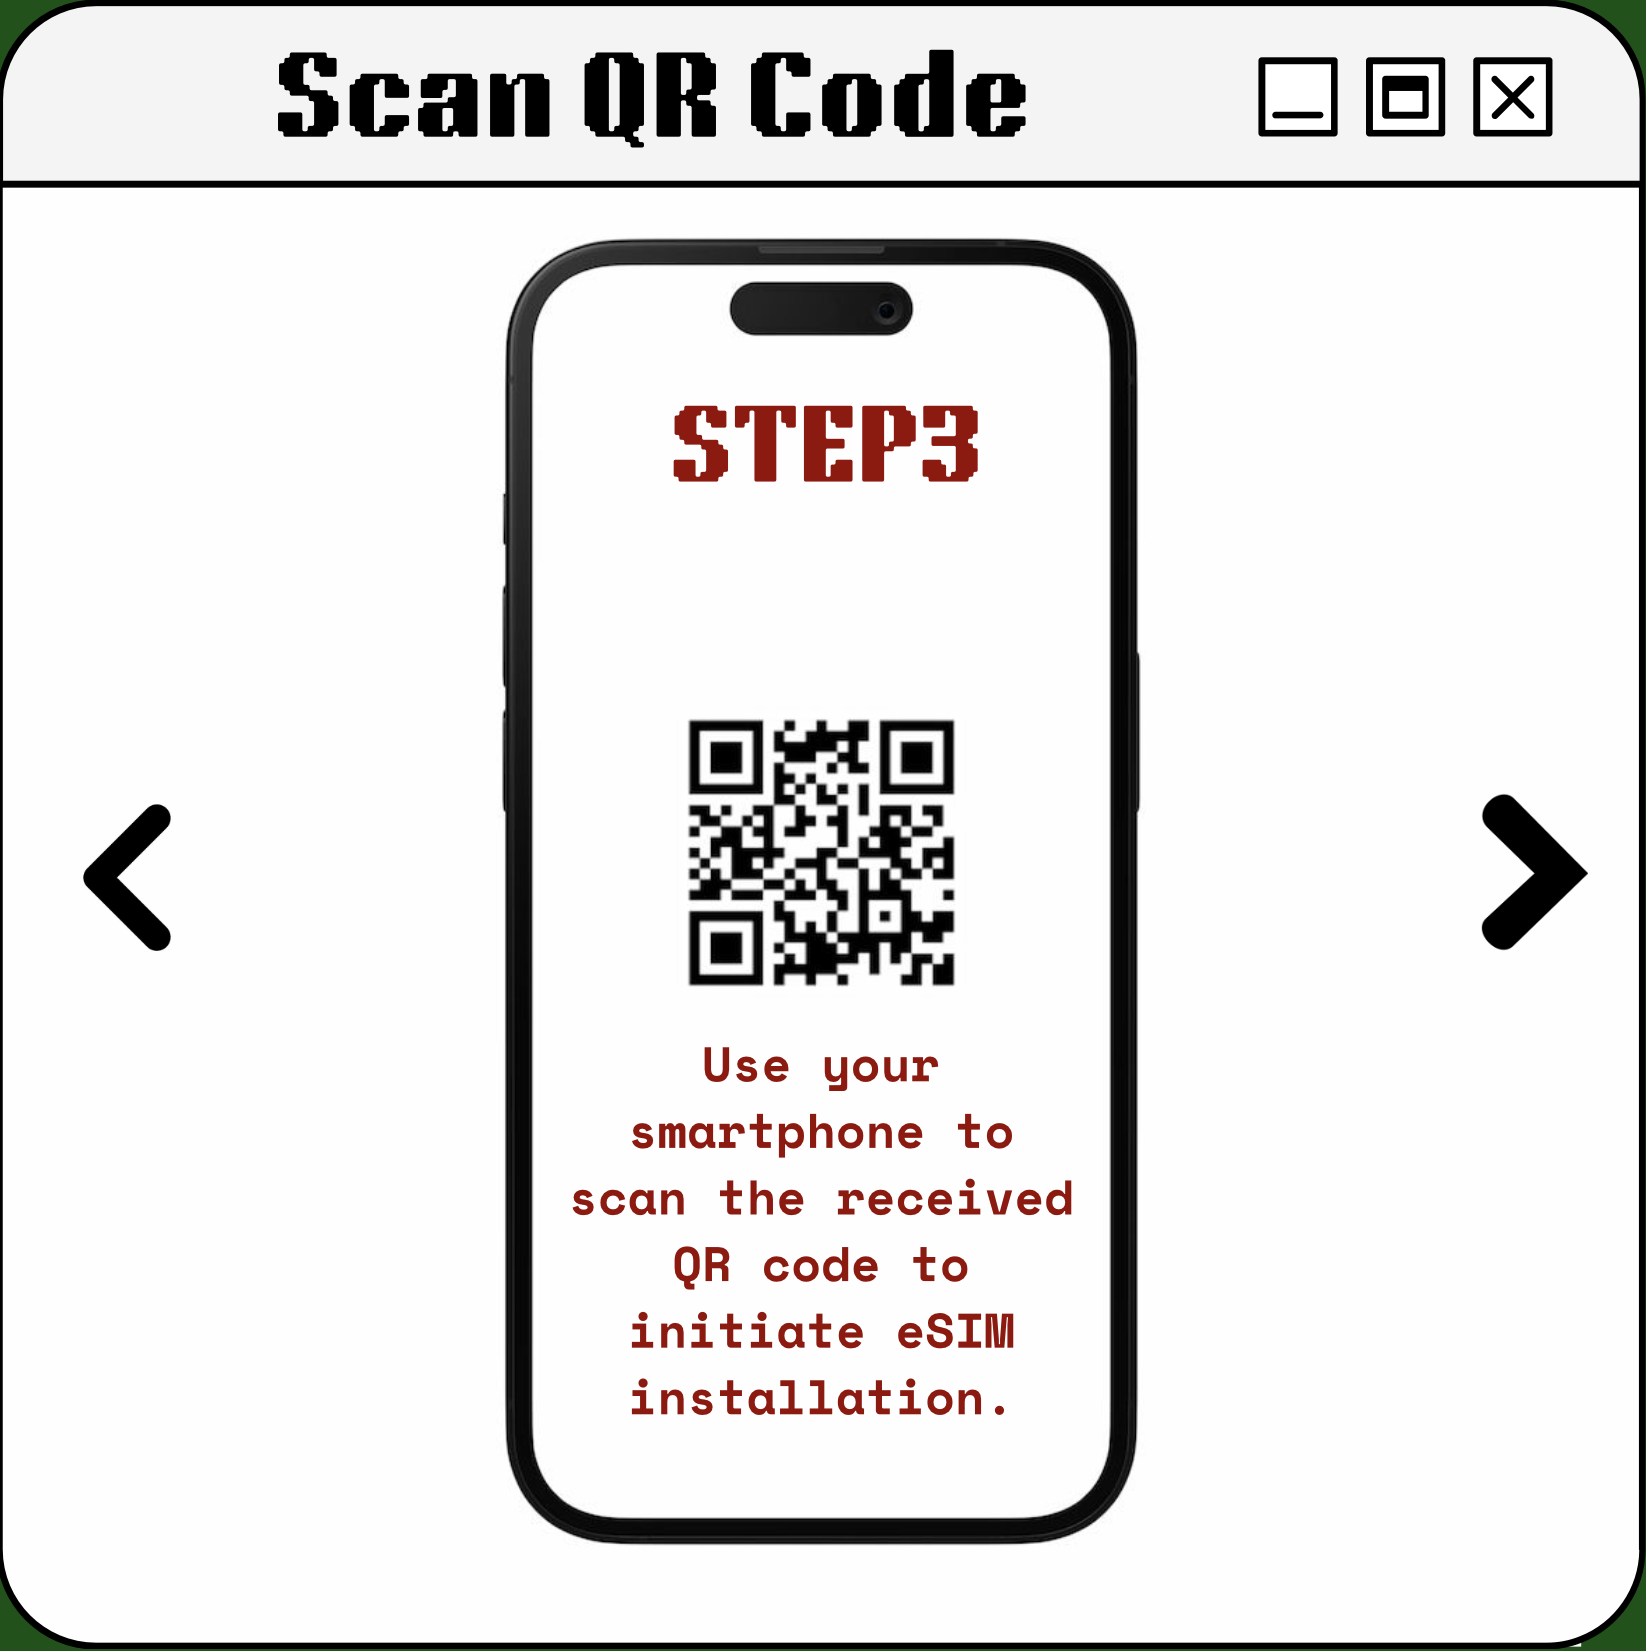 Scan QR Code
STEP3
Use your
smartphone to
scan the received
QR code to
initiate eSIM
installation.